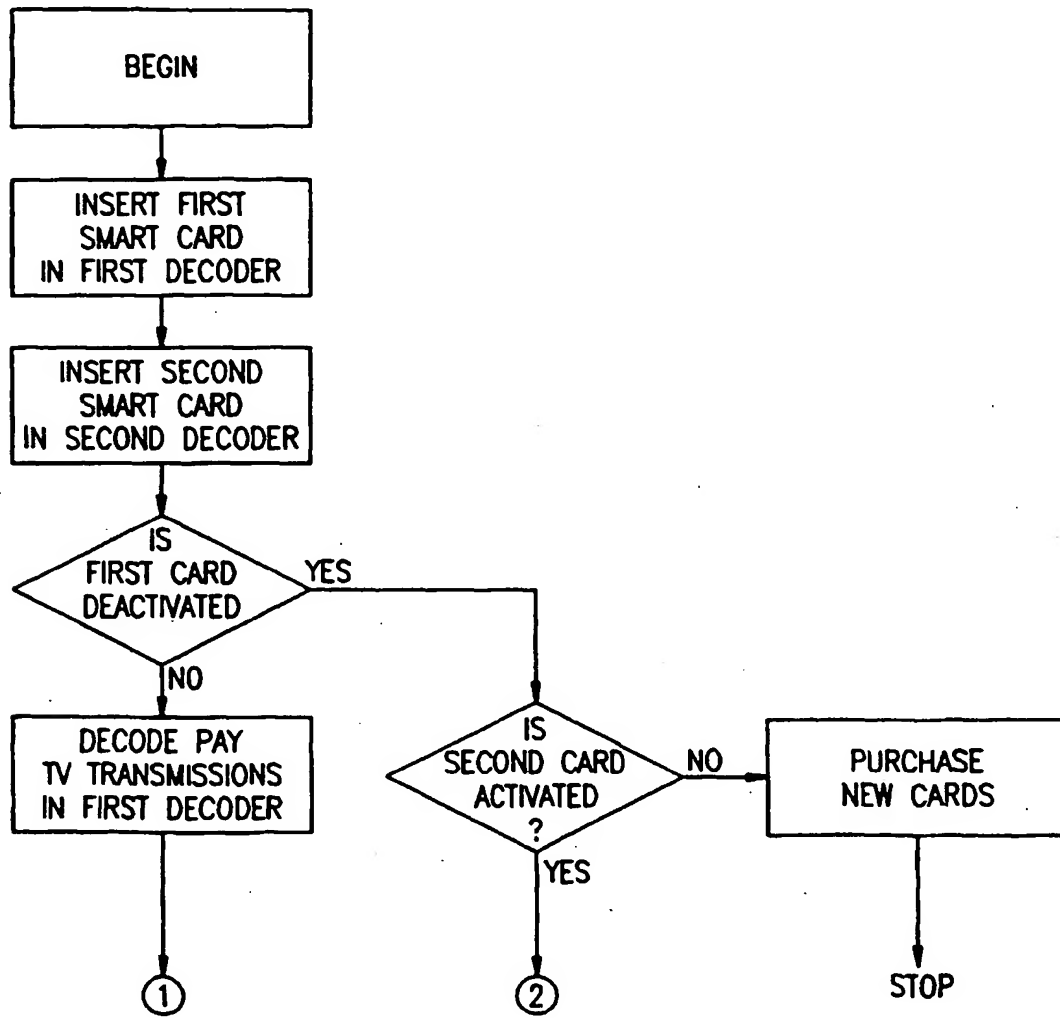 BEGIN
INSERT FIRST
SMART CARD
IN FIRST DECODER
INSERT SECOND
SMART CARD
IN SECOND DECODER
IS
FIRST CARD
DEACTIVATED
YES
NO
DECODE PAY
TV TRANSMISSIONS
IN FIRST DECODER
1
IS
SECOND CARD
ACTIVATED
?
NO
YES
2
PURCHASE
NEW CARDS
STOP